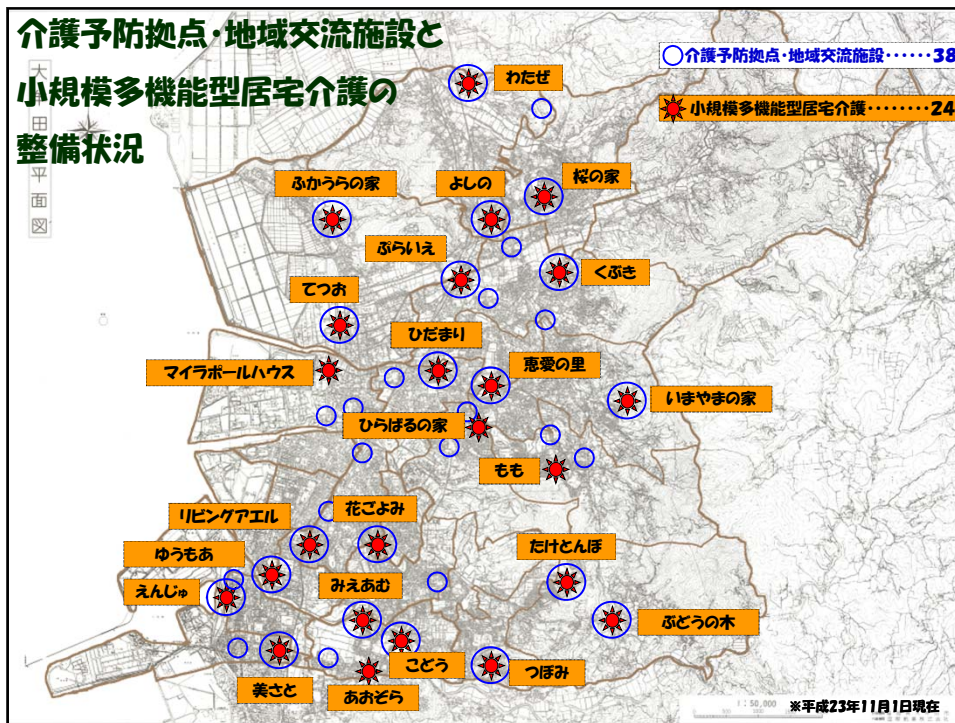 介護予防拠点・地域交流施設と
小規模多機能型居宅介護の
整備状況
介護予防拠点・地域交流施設・・・・・・38
小規模多機能型居宅介護・・・・・・・・24
わたぜ
ふかうらの家
よしの
桜の家
ぷらいえ
くぶき
てつお
ひだまり
マイラポールハウス
恵愛の里
いまやまの家
ひらばるの家
もも
リビングアエル
花ごよみ
ゆうもあ
たけとんぼ
えんじゅ
みえあむ
ぶどうの木
こどう
つぼみ
美さと
あおぞら
1:50,000
※平成23年11月1日現在